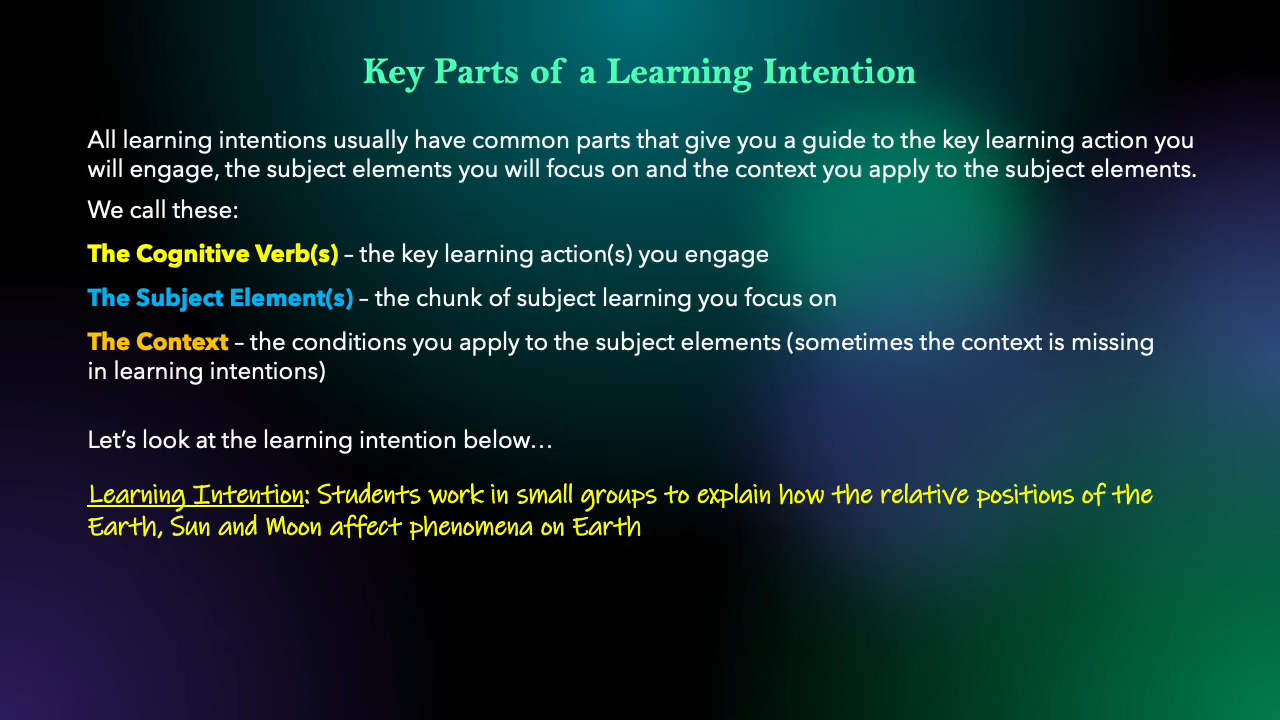 Key Parts of a Learning Intention
All learning intentions usually have common parts that give you a guide to the key learning action you
will engage, the subject elements you will focus on and the context you apply to the subject elements.
We call these:
The Cognitive Verb(s) – the key learning action(s) you engage
The Subject Element(s) – the chunk of subject learning you focus on
The Context – the conditions you apply to the subject elements (sometimes the context is missing
in learning intentions)
Let’s look at the learning intention below…
Learning Intention: Students work in small groups to explain how the relative positions of the
Earth, Sun and Moon affect phenomena on Earth